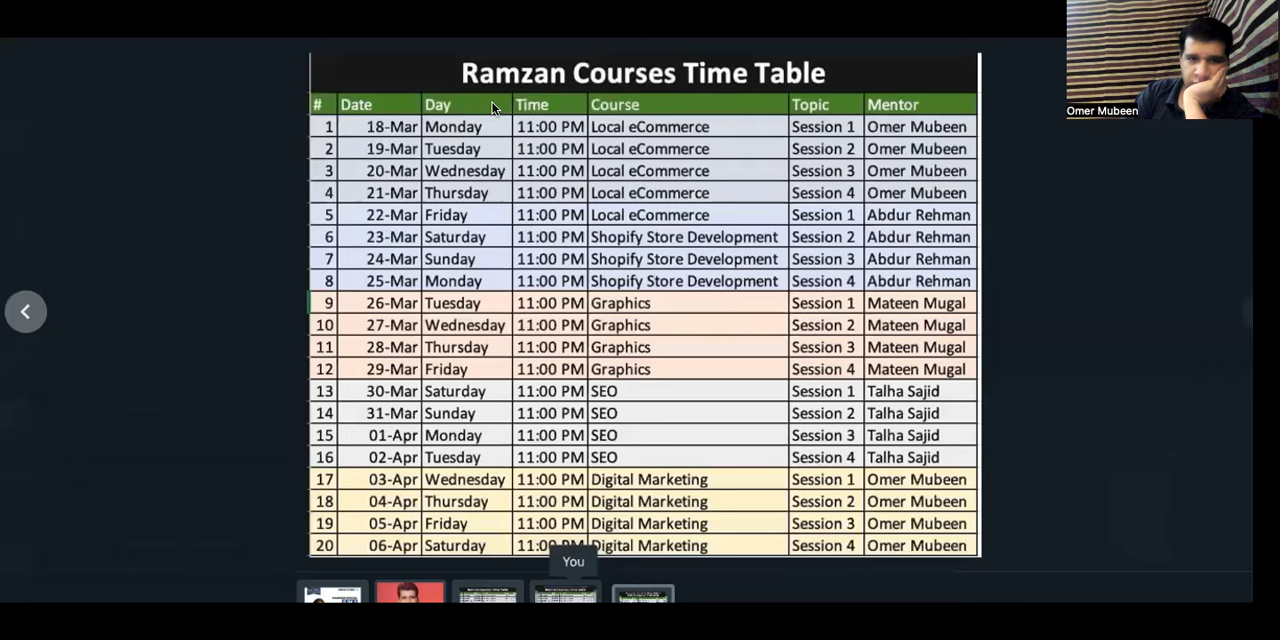 Ramzan Courses Time Table
# Date Day Time Course Topic Mentor
1 18-Mar Monday 11:00 PM Local eCommerce Session 1 Omer Mubeen
2 19-Mar Tuesday 11:00 PM Local eCommerce Session 2 Omer Mubeen
3 20-Mar Wednesday 11:00 PM Local eCommerce Session 3 Omer Mubeen
4 21-Mar Thursday 11:00 PM Local eCommerce Session 4 Omer Mubeen
5 22-Mar Friday 11:00 PM Local eCommerce Session 1 Abdur Rehman
6 23-Mar Saturday 11:00 PM Shopify Store Development Session 2 Abdur Rehman
7 24-Mar Sunday 11:00 PM Shopify Store Development Session 3 Abdur Rehman
8 25-Mar Monday 11:00 PM Shopify Store Development Session 4 Abdur Rehman
9 26-Mar Tuesday 11:00 PM Graphics Session 1 Mateen Mugal
10 27-Mar Wednesday 11:00 PM Graphics Session 2 Mateen Mugal
11 28-Mar Thursday 11:00 PM Graphics Session 3 Mateen Mugal
12 29-Mar Friday 11:00 PM Graphics Session 4 Mateen Mugal
13 30-Mar Saturday 11:00 PM SEO Session 1 Talha Sajid
14 31-Mar Sunday 11:00 PM SEO Session 2 Talha Sajid
15 01-Apr Monday 11:00 PM SEO Session 3 Talha Sajid
16 02-Apr Tuesday 11:00 PM SEO Session 4 Talha Sajid
17 03-Apr Wednesday 11:00 PM Digital Marketing Session 1 Omer Mubeen
18 04-Apr Thursday 11:00 PM Digital Marketing Session 2 Omer Mubeen
19 05-Apr Friday 11:00 PM Digital Marketing Session 3 Omer Mubeen
20 06-Apr Saturday 11:00 PM Digital Marketing Session 4 Omer Mubeen
You
Omer Mubeen